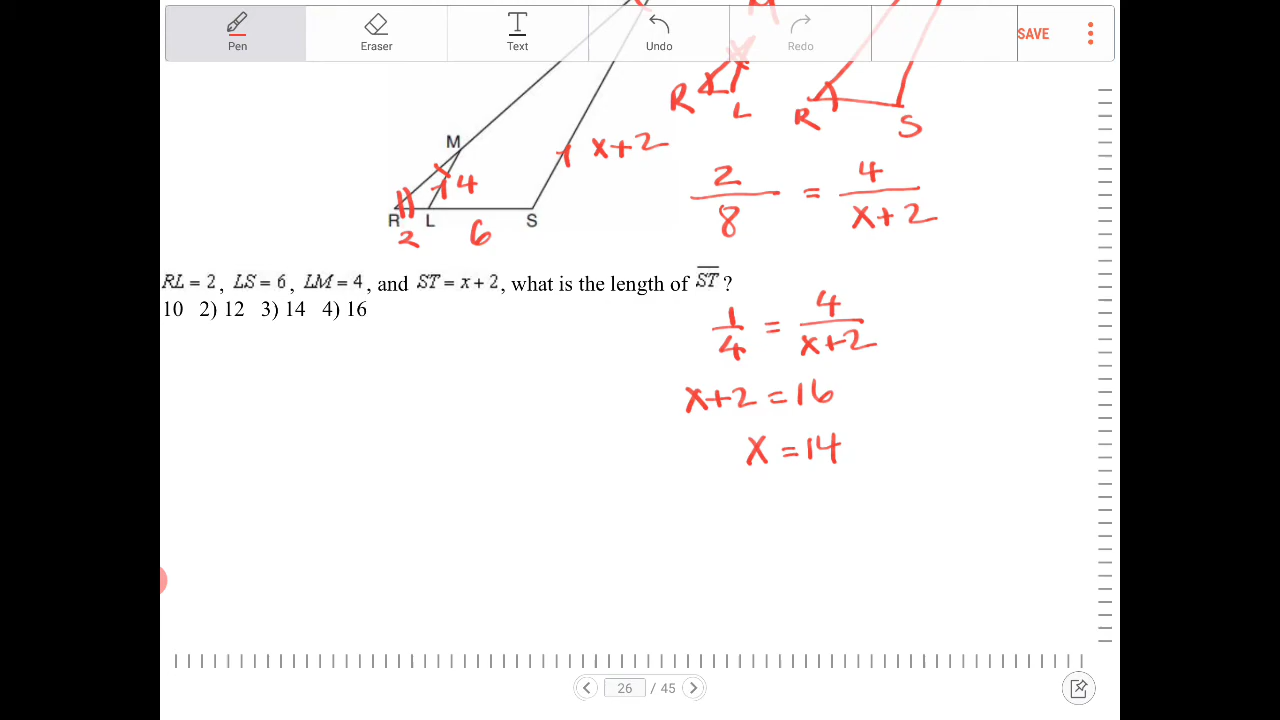 Pen Eraser Text Undo Redo SAVE
M
R L S
2 6
4
x+2
R L
R S
2/8 = 4/x+2
RL = 2, LS = 6, LM = 4, and ST = x + 2, what is the length of S̅T̅?
10 2) 12 3) 14 4) 16
1/4 = 4/x+2
x+2 = 16
x = 14
26 / 45